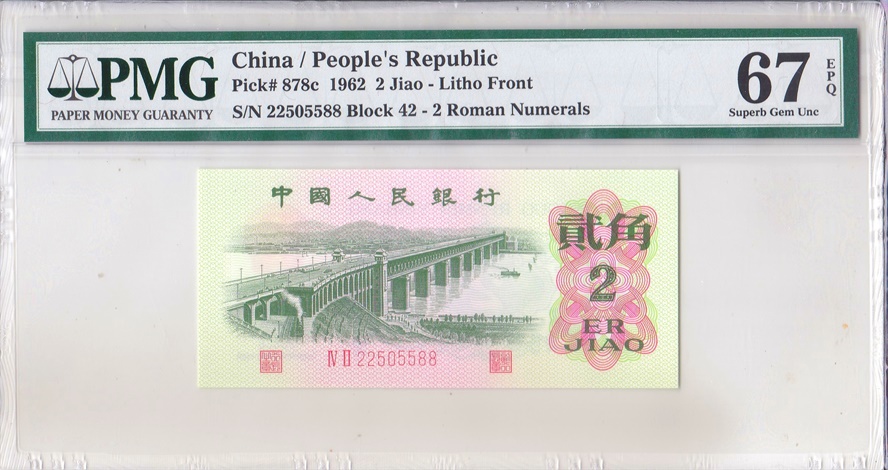 PMG
PAPER MONEY GUARANTY
China / People's Republic
Pick# 878c 1962 2 Jiao - Litho Front
S/N 22505588 Block 42 - 2 Roman Numerals
67
EPQ
Superb Gem Unc
中國人民銀行
貳角
2
ER
JIAO
IV II 22505588